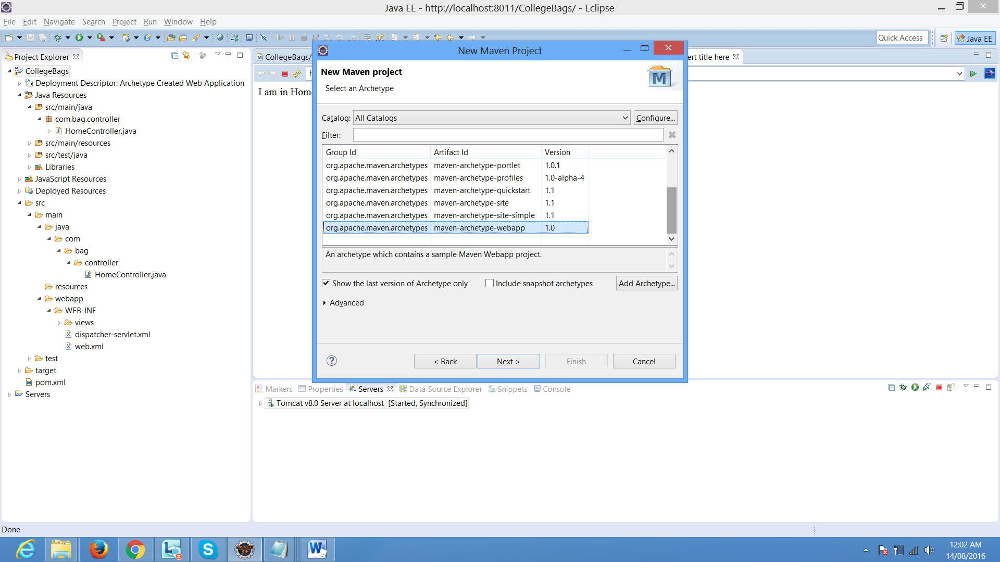 Java EE - http://localhost:8011/CollegeBags/ - Eclipse
File Edit Navigate Search Project Run Window Help
Quick Access
Java EE
Project Explorer
CollegeBags
Deployment Descriptor: Archetype Created Web Application
Java Resources
src/main/java
com.bag.controller
HomeController.java
src/main/resources
src/test/java
Libraries
JavaScript Resources
Deployed Resources
src
main
java
com
bag
controller
HomeController.java
resources
webapp
WEB-INF
views
dispatcher-servlet.xml
web.xml
test
target
pom.xml
Servers
CollegeBags/
ert title here
I am in Hom
New Maven Project
New Maven project
Select an Archetype
M
Catalog: All Catalogs Configure...
Filter:
Group Id Artifact Id Version
org.apache.maven.archetypes maven-archetype-portlet 1.0.1
org.apache.maven.archetypes maven-archetype-profiles 1.0-alpha-4
org.apache.maven.archetypes maven-archetype-quickstart 1.1
org.apache.maven.archetypes maven-archetype-site 1.1
org.apache.maven.archetypes maven-archetype-site-simple 1.1
org.apache.maven.archetypes maven-archetype-webapp 1.0
An archetype which contains a sample Maven Webapp project.
Show the last version of Archetype only Include snapshot archetypes Add Archetype...
Advanced
< Back Next > Finish Cancel
Markers Properties Servers Data Source Explorer Snippets Console
Tomcat v8.0 Server at localhost [Started, Synchronized]
Done
Java EE
IDE
12:02 AM
14/08/2016